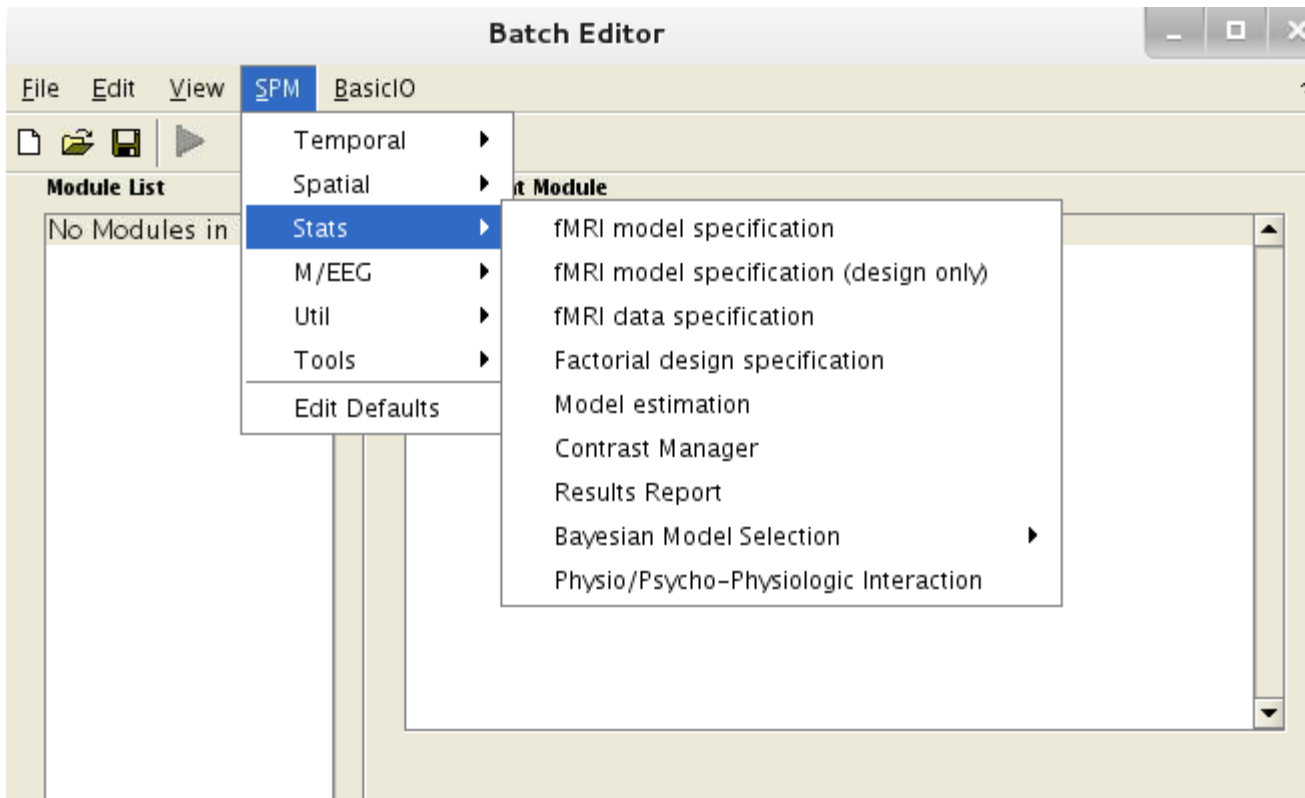 Batch Editor
File Edit View SPM BasicIO
Temporal
Module List
Spatial
t Module
No Modules in
Stats
fMRI model specification
M/EEG
fMRI model specification (design only)
Util
fMRI data specification
Tools
Factorial design specification
Edit Defaults
Model estimation
Contrast Manager
Results Report
Bayesian Model Selection
Physio/Psycho-Physiologic Interaction